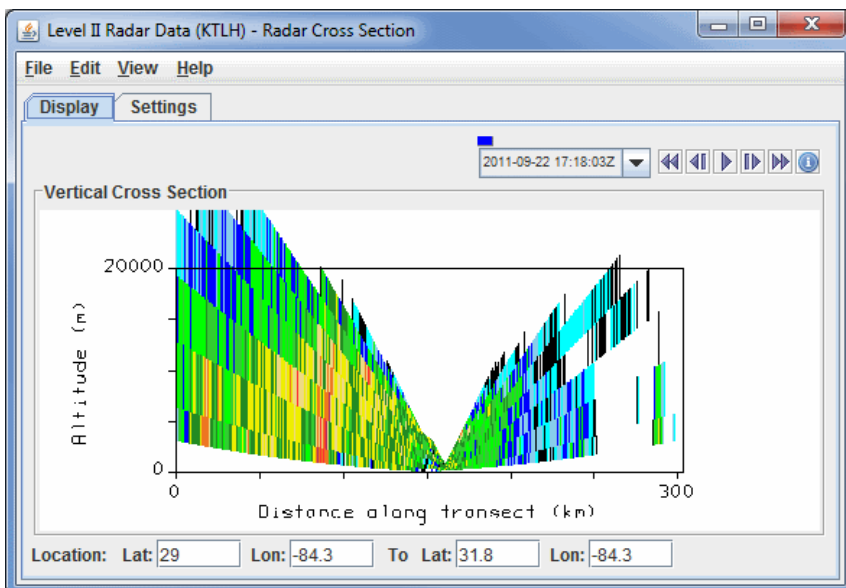 Level II Radar Data (KTLH) - Radar Cross Section
File Edit View Help
Display Settings
2011-09-22 17:18:03Z
Vertical Cross Section
20000
Altitude (m)
0
0 300
Distance along transect (km)
Location: Lat: 29 Lon: -84.3 To Lat: 31.8 Lon: -84.3